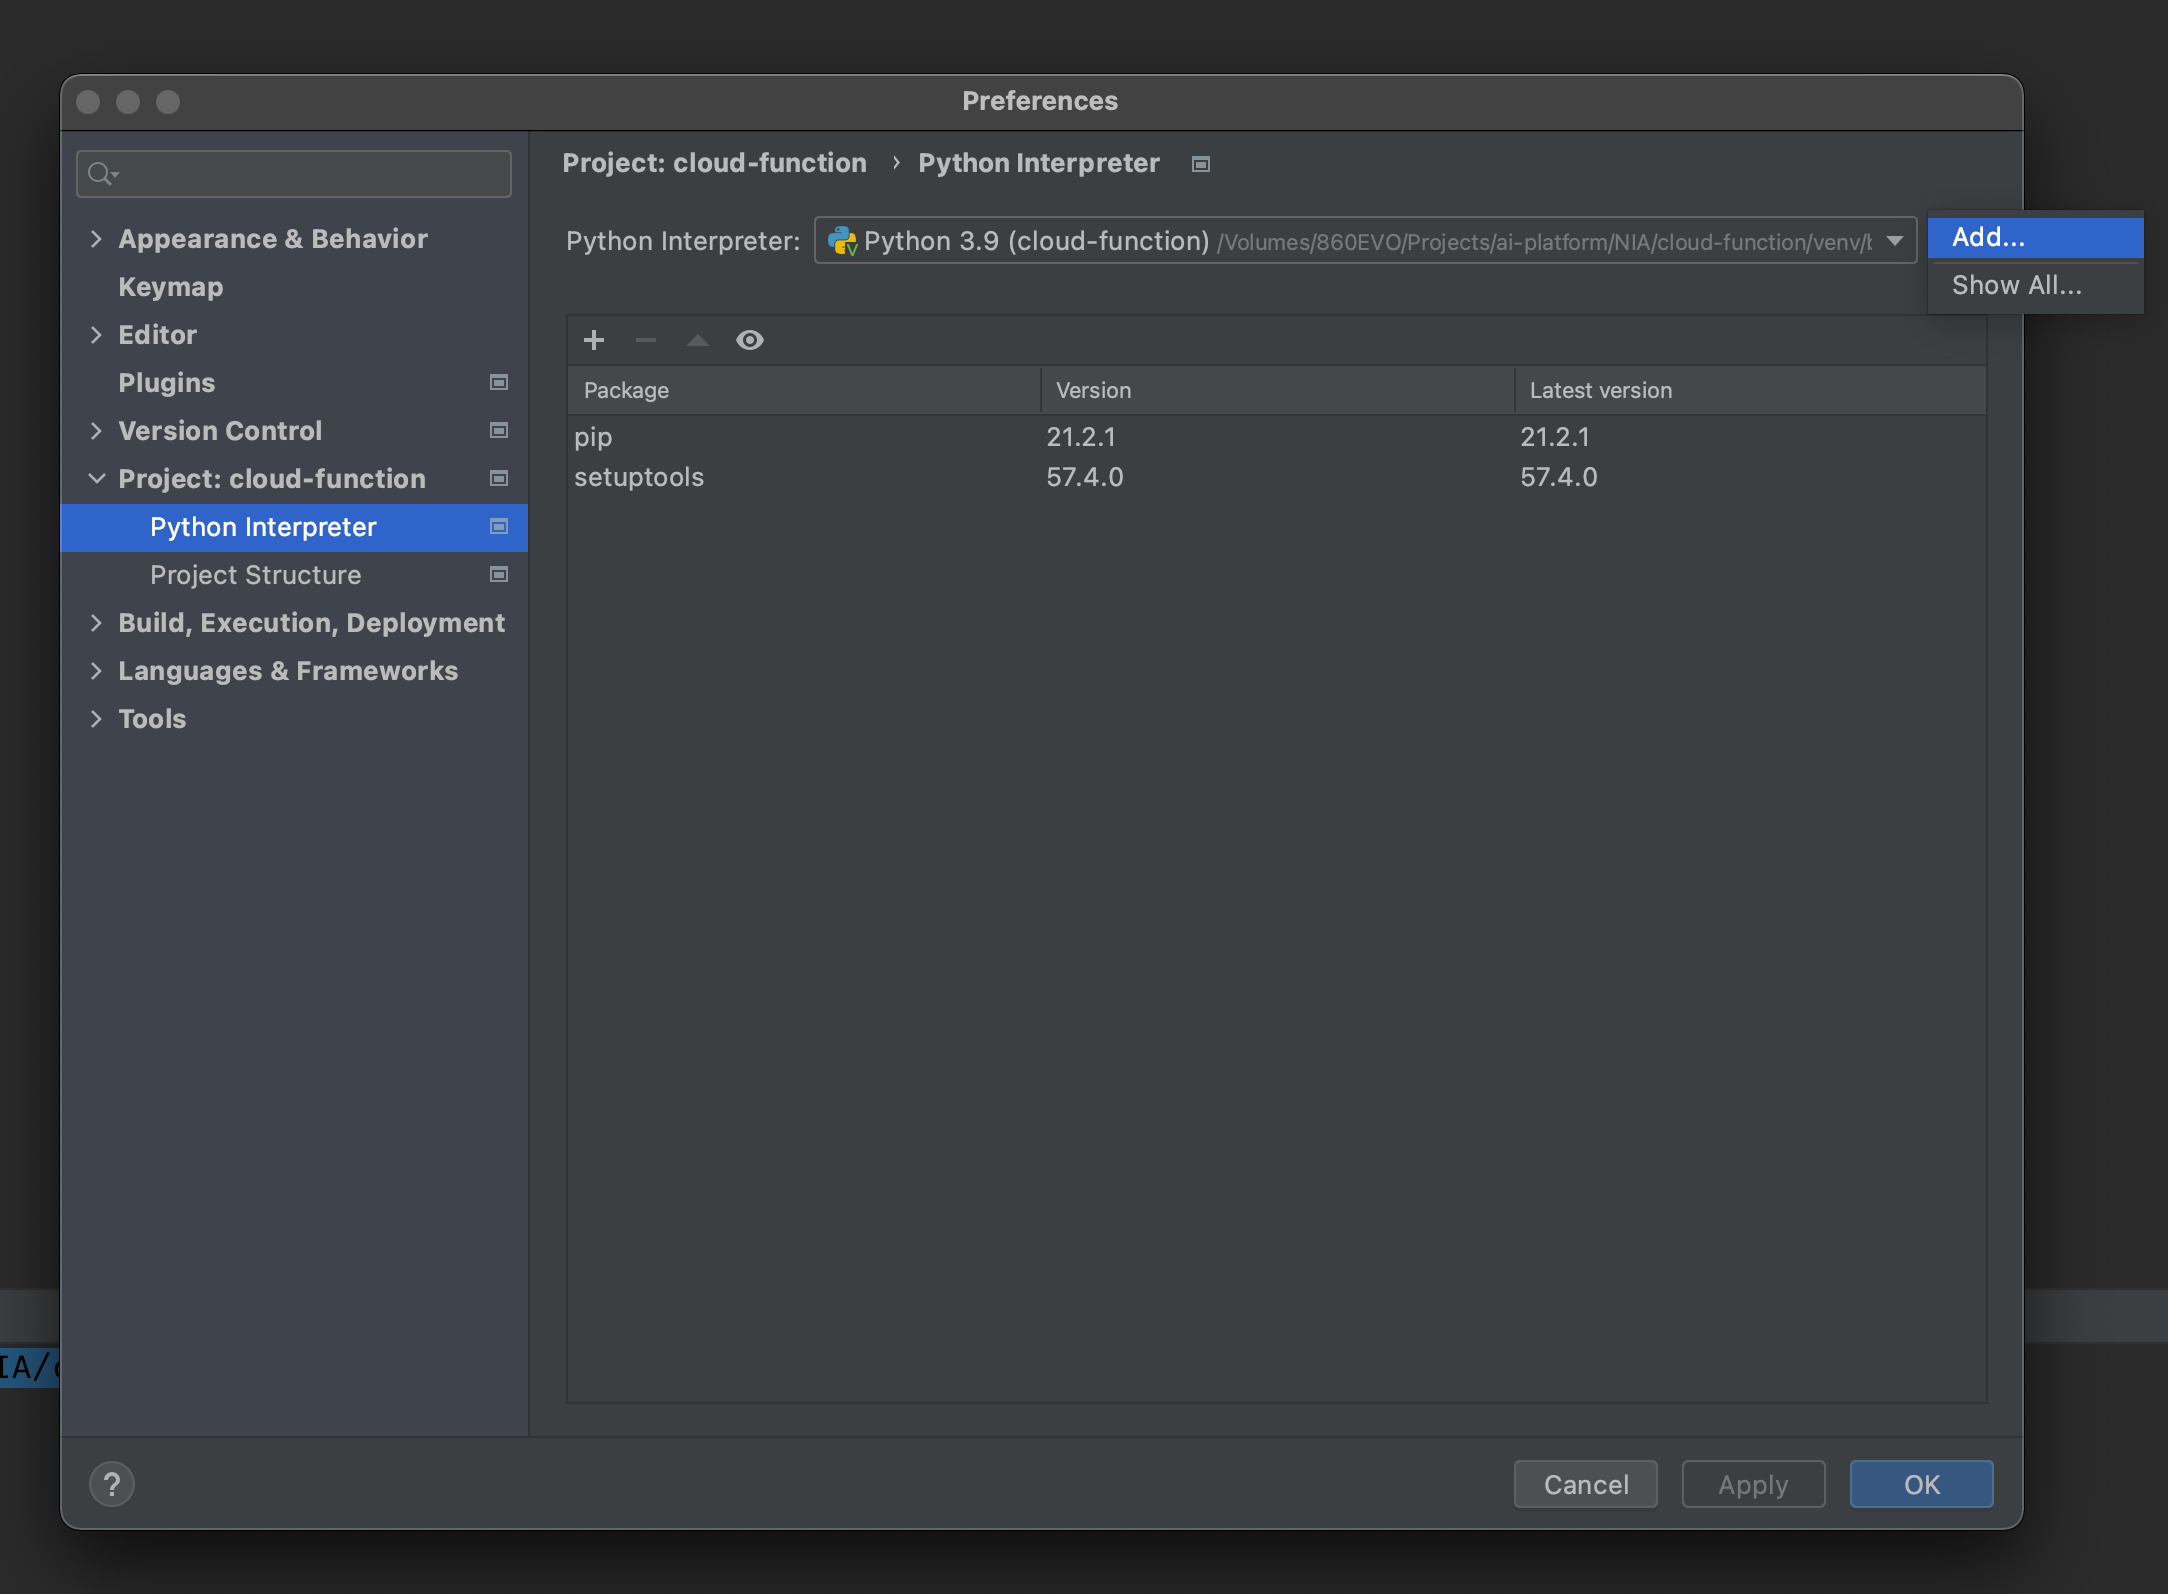 Preferences
Appearance & Behavior
Keymap
Editor
Plugins
Version Control
Project: cloud-function
Python Interpreter
Project Structure
Build, Execution, Deployment
Languages & Frameworks
Tools
Project: cloud-function › Python Interpreter
Python Interpreter: Python 3.9 (cloud-function) /Volumes/860EVO/Projects/ai-platform/NIA/cloud-function/venv/
Add...
Show All...
Package Version Latest version
pip 21.2.1 21.2.1
setuptools 57.4.0 57.4.0
IA/
? Cancel Apply OK